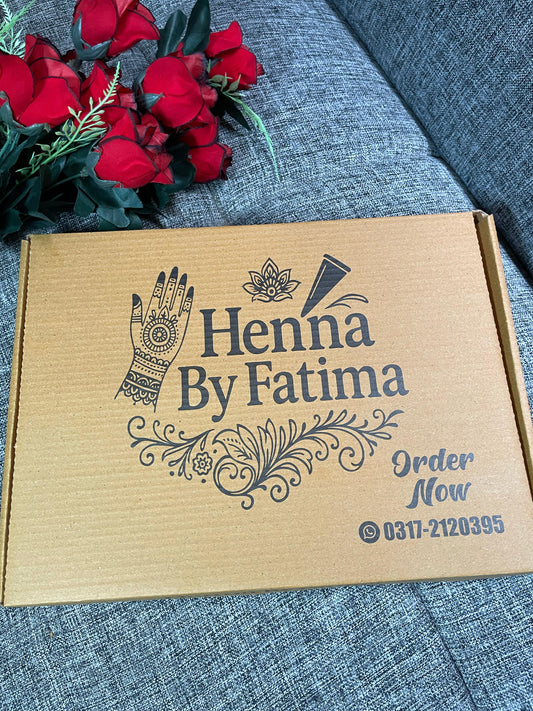 Henna
By Fatima
Order
Now
0317-2120395